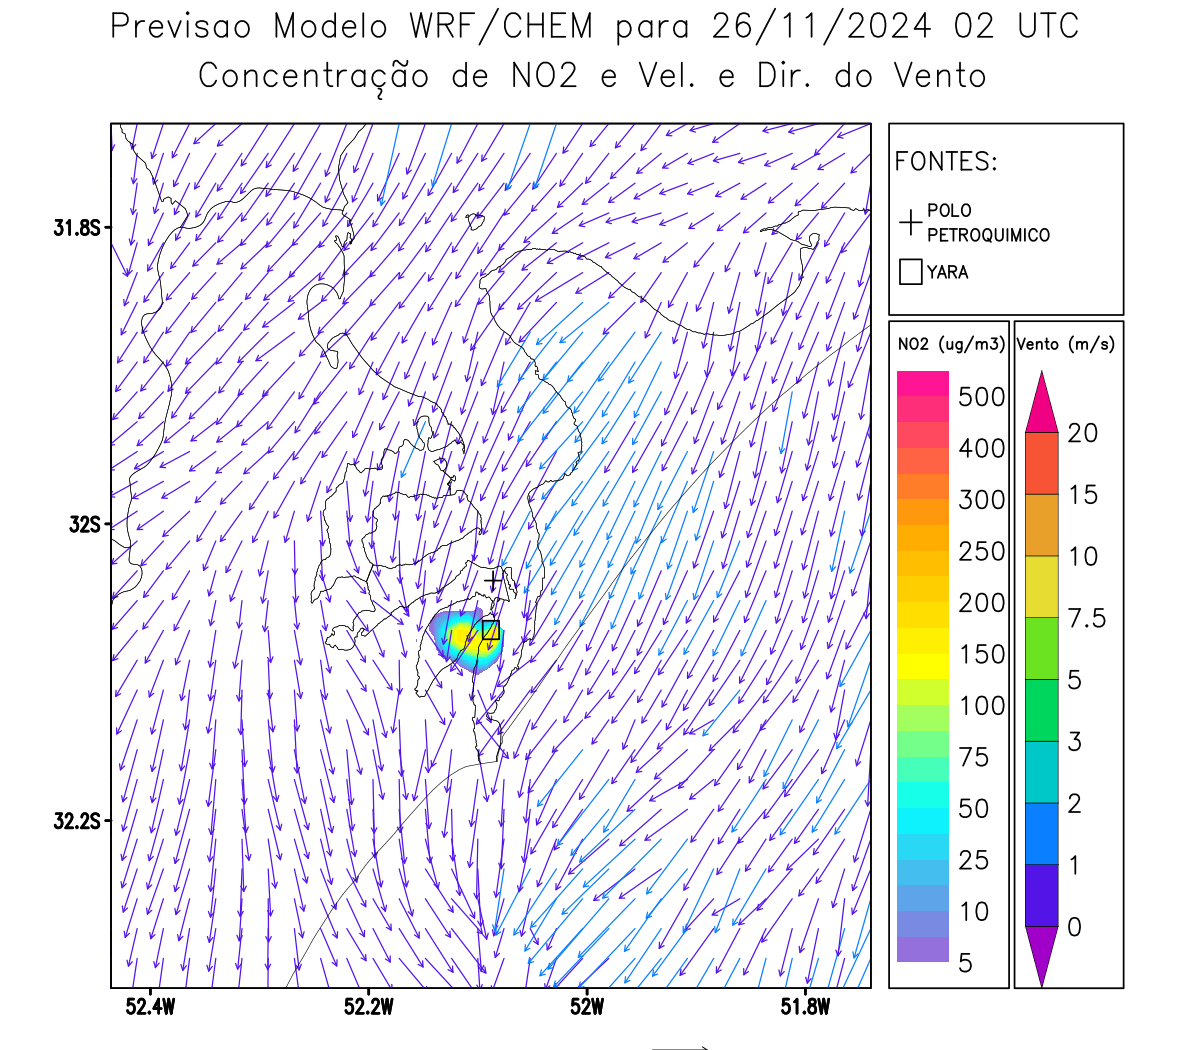 Previsao Modelo WRF/CHEM para 26/11/2024 02 UTC
Concentração de NO2 e Vel. e Dir. do Vento
FONTES:
POLO
PETROQUIMICO
YARA
31.8S
32S
32.2S
52.4W
52.2W
52W
51.8W
NO2 (ug/m3)
500
400
300
250
200
150
100
75
50
25
10
5
Vento (m/s)
20
15
10
7.5
5
3
2
1
0